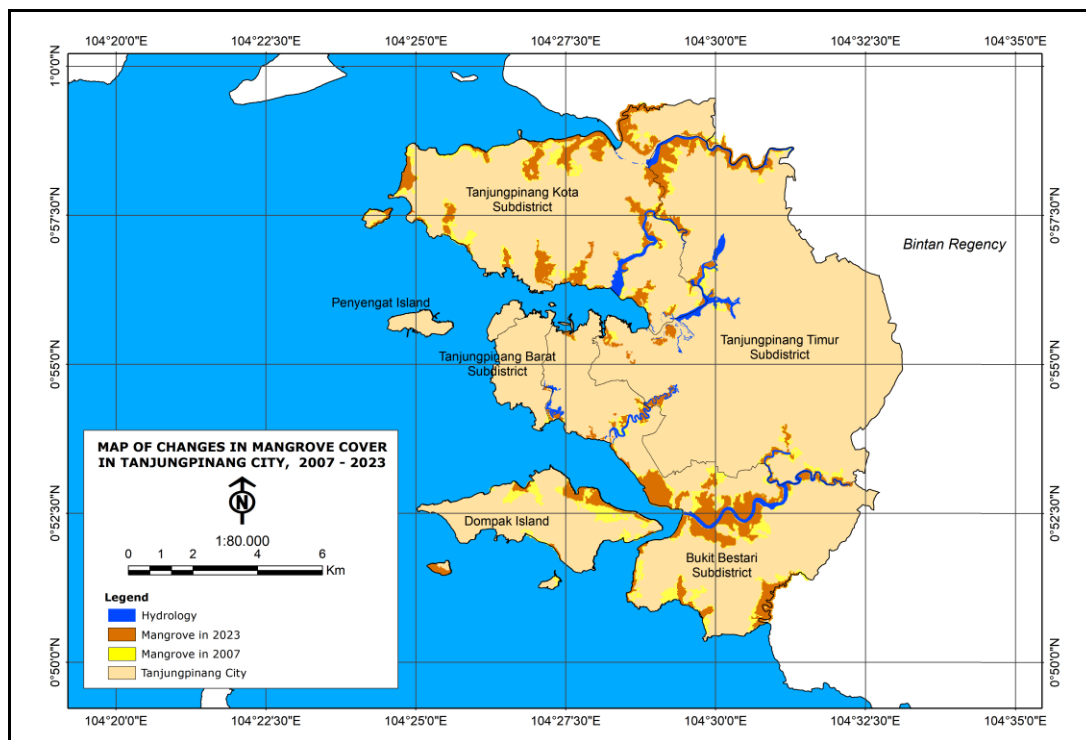 104°20'0"E 104°22'30"E 104°25'0"E 104°27'30"E 104°30'0"E 104°32'30"E 104°35'0"E
1°0'0"N
1°0'0"N
Tanjungpinang Kota
Subdistrict
0°57'30"N
0°57'30"N
Bintan Regency
Penyengat Island
Tanjungpinang Timur
Subdistrict
Tanjungpinang Barat
Subdistrict
0°55'0"N
0°55'0"N
MAP OF CHANGES IN MANGROVE COVER
IN TANJUNGPINANG CITY, 2007 - 2023
N
1:80.000
0 1 2 4 6
Km
Dompak Island
0°52'30"N
0°52'30"N
Bukit Bestari
Subdistrict
Legend
Hydrology
Mangrove in 2023
Mangrove in 2007
Tanjungpinang City
0°50'0"N
0°50'0"N
104°20'0"E 104°22'30"E 104°25'0"E 104°27'30"E 104°30'0"E 104°32'30"E 104°35'0"E